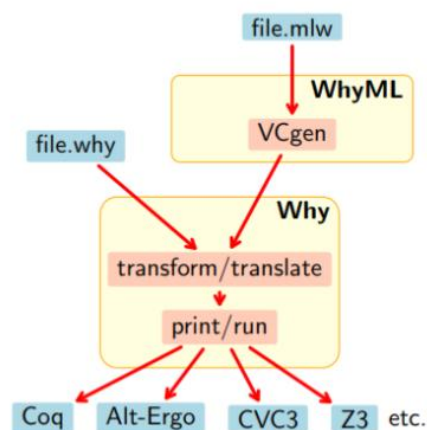 file.mlw
WhyML
VCgen
file.why
Why
transform/translate
print/run
Coq Alt-Ergo CVC3 Z3 etc.